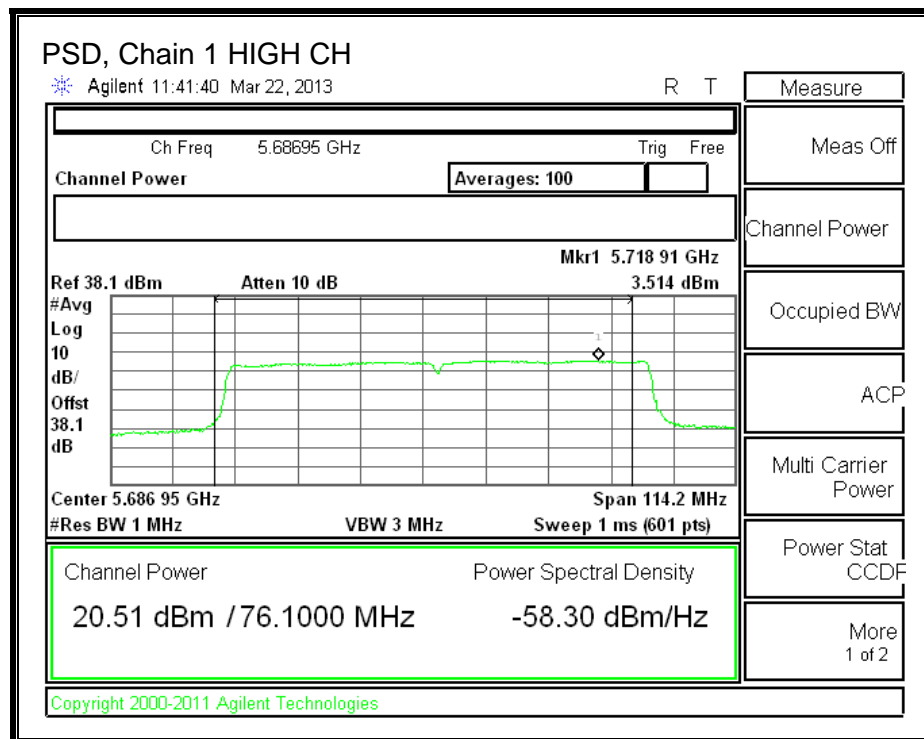 PSD, Chain 1 HIGH CH
Agilent 11:41:40 Mar 22, 2013 R T
Measure
Ch Freq 5.68695 GHz Trig Free
Meas Off
Channel Power Averages: 100
Channel Power
Mkr1 5.718 91 GHz
Ref 38.1 dBm Atten 10 dB 3.514 dBm
#Avg
Log
10
dB/
Offst
38.1
dB
1
Occupied BW
ACP
Multi Carrier
Power
Center 5.686 95 GHz Span 114.2 MHz
#Res BW 1 MHz VBW 3 MHz Sweep 1 ms (601 pts)
Power Stat
CCDF
Channel Power Power Spectral Density
20.51 dBm / 76.1000 MHz -58.30 dBm/Hz
More
1 of 2
Copyright 2000-2011 Agilent Technologies